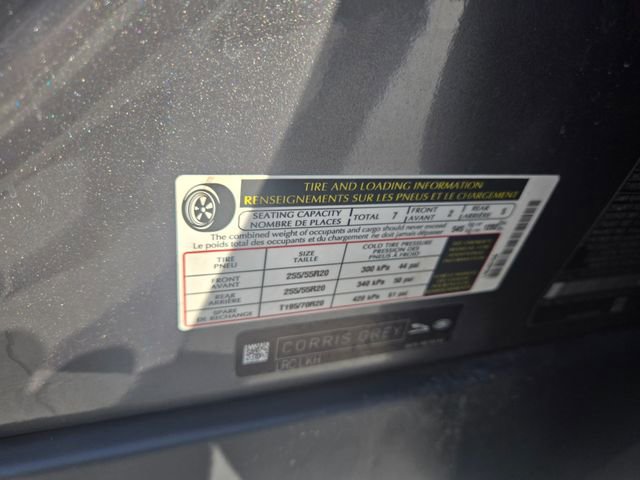 TIRE AND LOADING INFORMATION
RENSEIGNEMENTS SUR LES PNEUS ET LE CHARGEMENT
SEATING CAPACITY
NOMBRE DE PLACES
TOTAL 7
FRONT
AVANT 2
REAR
ARRIÈRE
The combined weight of occupants and cargo should never exceed
Le poids total des occupants et du chargement ne doit jamais dépasser
545
TIRE
PNEU
SIZE
TAILLE
COLD TIRE PRESSURE
PRESSION DES
PNEUS À FROID
FRONT
AVANT 255/55R20 300 kPa 44 psi
REAR
ARRIÈRE 255/55R20 340 kPa 50 psi
SPARE
DE RECHANGE T195/70R20 420 kPa 61 psi
SEE OWNER'S
CORRIS GREY
RC1KH